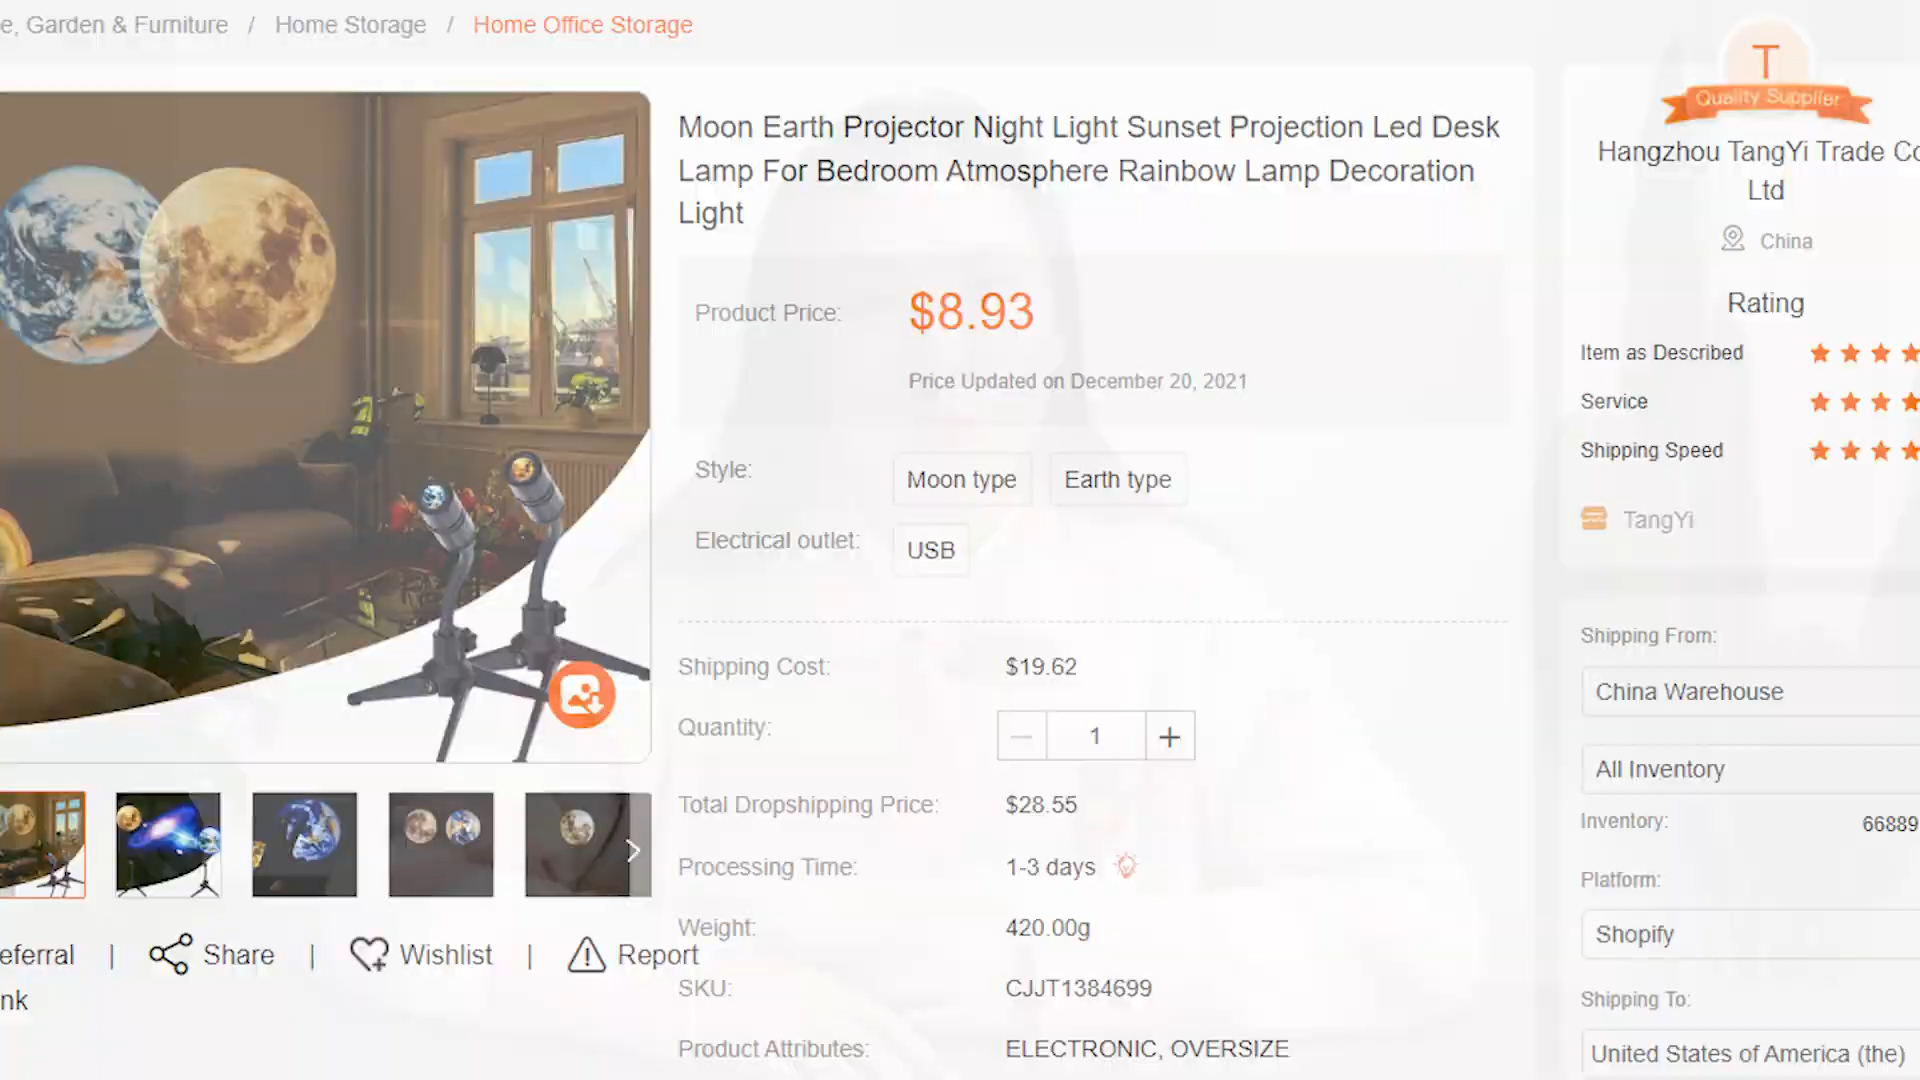 e, Garden & Furniture / Home Storage / Home Office Storage
Moon Earth Projector Night Light Sunset Projection Led Desk
Lamp For Bedroom Atmosphere Rainbow Lamp Decoration
Light
Product Price: $8.93
Price Updated on December 20, 2021
Style: Moon type Earth type
Electrical outlet: USB
Shipping Cost: $19.62
Quantity: 1
Total Dropshipping Price: $28.55
Processing Time: 1-3 days
Weight: 420.00g
SKU: CJJT1384699
Product Attributes: ELECTRONIC, OVERSIZE
eferral | Share | Wishlist | Report
nk
T
Quality Supplier
Hangzhou TangYi Trade Co
Ltd
China
Rating
Item as Described
Service
Shipping Speed
TangYi
Shipping From:
China Warehouse
All Inventory
Inventory: 66889
Platform:
Shopify
Shipping To:
United States of America (the)